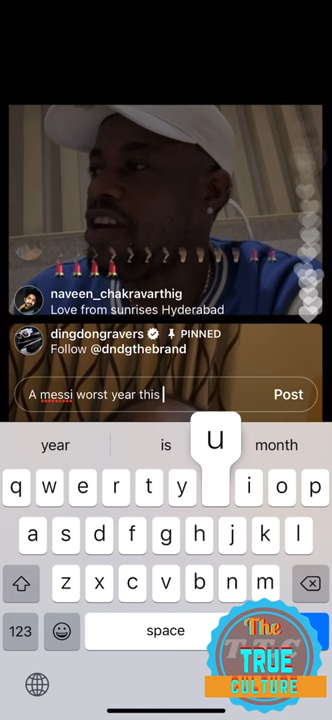 naveen_chakravarthig
Love from sunrises Hyderabad
dingdongravers PINNED
Follow @dndgthebrand
A messi worst year this
Post
year
is
u
month
q w e r t y i o p
a s d f g h j k l
z x c v b n m
123
space
The
T.T.C
TRUE
CULTURE